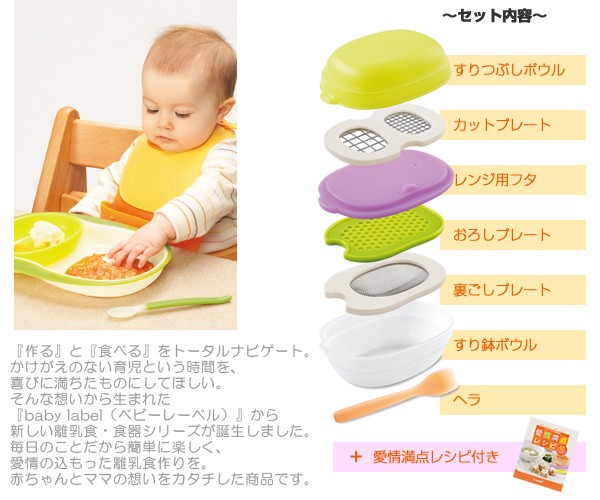 ～セット内容～
すりつぶしボウル
カットプレート
レンジ用フタ
おろしプレート
裏ごしプレート
すり鉢ボウル
ヘラ
+ 愛情満点レシピ付き
愛情満点
レシピ
『作る』と『食べる』をトータルナビゲート。
かけがえのない育児という時間を、
喜びに満ちたものにしてほしい。
そんな想いから生まれた
『baby label（ベビーレーベル）』から
新しい離乳食・食器シリーズが誕生しました。
毎日のことだから簡単に楽しく、
愛情の込もった離乳食作りを。
赤ちゃんとママの想いをカタチした商品です。